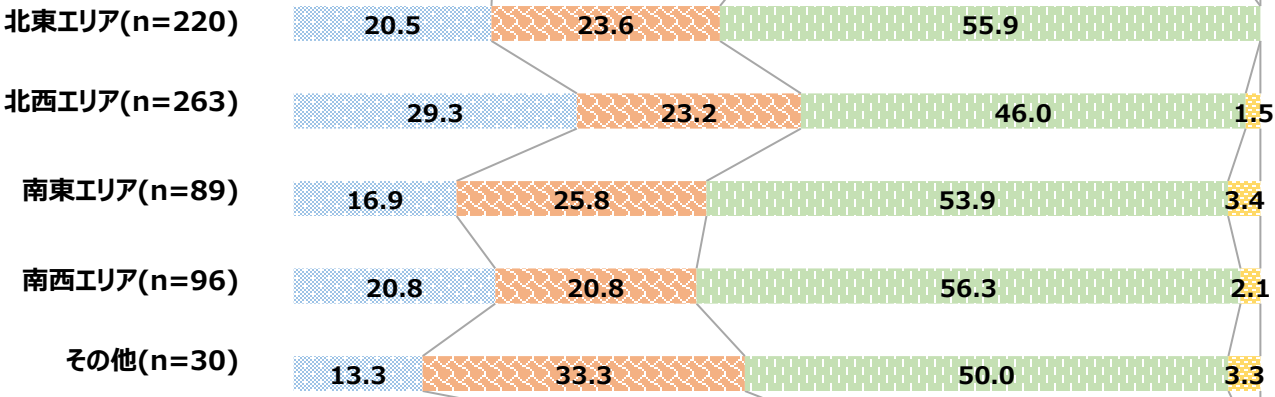 北東エリア(n=220) 20.5 23.6 55.9
北西エリア(n=263) 29.3 23.2 46.0 1.5
南東エリア(n=89) 16.9 25.8 53.9 3.4
南西エリア(n=96) 20.8 20.8 56.3 2.1
その他(n=30) 13.3 33.3 50.0 3.3